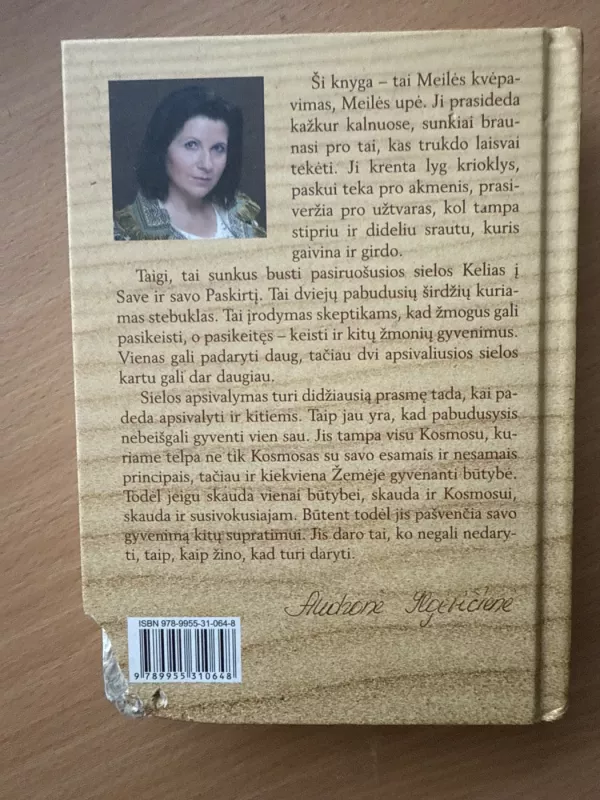 Ši knyga – tai Meilės kvėpa-
vimas, Meilės upė. Ji prasideda
kažkur kalnuose, sunkiai brau-
nasi pro tai, kas trukdo laisvai
tekėti. Ji krenta lyg krioklys,
paskui teka pro akmenis, prasi-
veržia pro užtvaras, kol tampa
stipriu ir dideliu srautu, kuris
gaivina ir girdo.
Taigi, tai sunkus busti pasiruošusios sielos Kelias į
Save ir savo Paskirtį. Tai dviejų pabudusių širdžių kuria-
mas stebuklas. Tai įrodymas skeptikams, kad žmogus gali
pasikeisti, o pasikeitęs – keisti ir kitų žmonių gyvenimus.
Vienas gali padaryti daug, tačiau dvi apsivaliusios sielos
kartu gali dar daugiau.
Sielos apsivalymas turi didžiausią prasmę tada, kai pa-
deda apsivalyti ir kitiems. Taip jau yra, kad pabudusysis
nebeišgali gyventi vien sau. Jis tampa visu Kosmosu, ku-
riame telpa ne tik Kosmosas su savo esamais ir nesamais
principais, tačiau ir kiekviena Žemėje gyvenanti būtybė.
Todėl jeigu skauda vienai būtybei, skauda ir Kosmosui,
skauda ir susivokusiajam. Būtent todėl jis pašvenčia savo
gyvenimą kitų supratimui. Jis daro tai, ko negali nedary-
ti, taip, kaip žino, kad turi daryti.
ISBN 978-9955-31-064-8
9 789955 310648